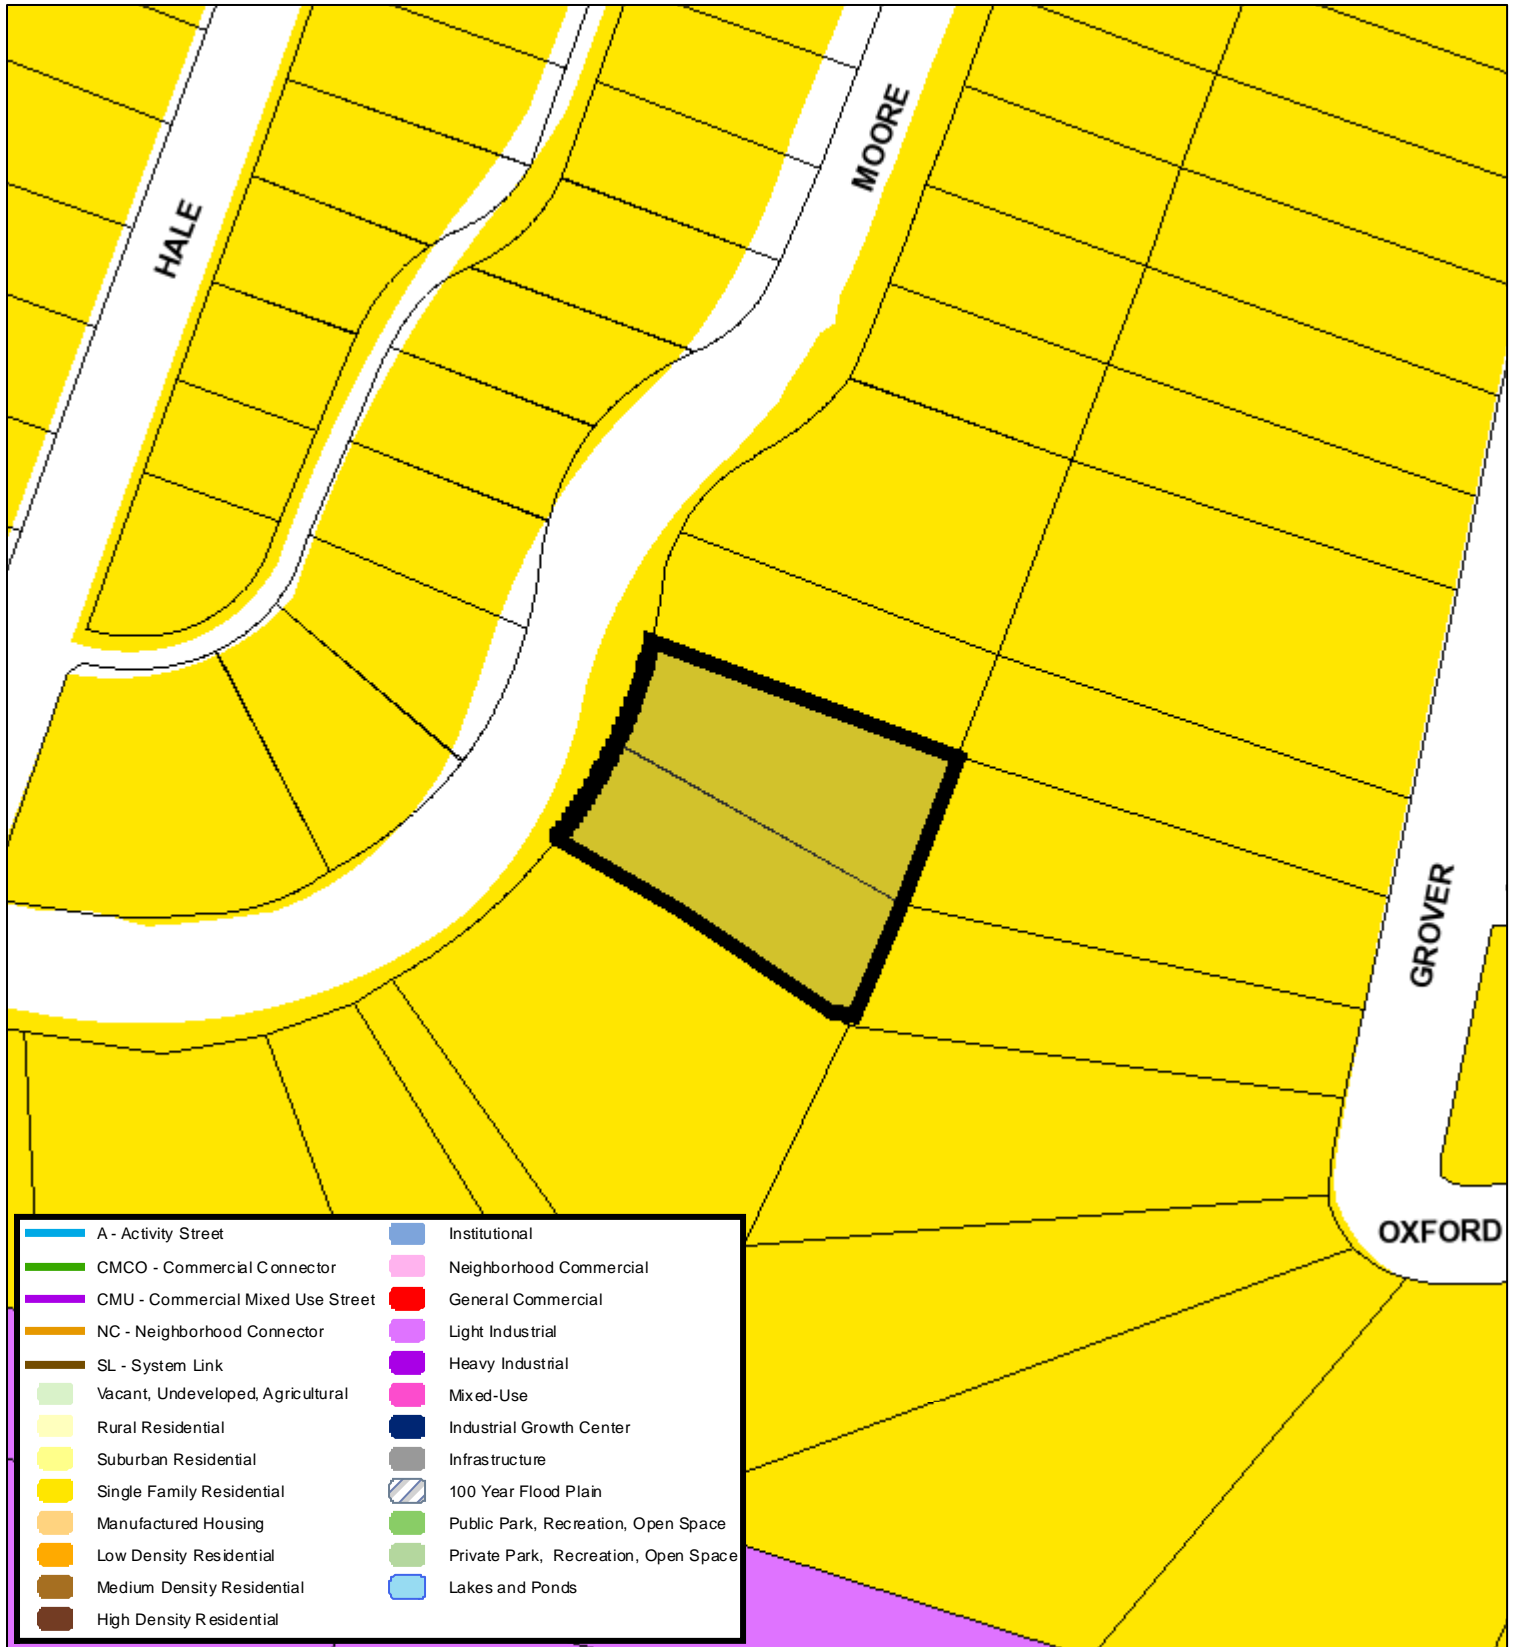 MOORE
HALE
GROVER
OXFORD
A - Activity Street
CMCO - Commercial Connector
CMU - Commercial Mixed Use Street
NC - Neighborhood Connector
SL - System Link
Vacant, Undeveloped, Agricultural
Rural Residential
Suburban Residential
Single Family Residential
Manufactured Housing
Low Density Residential
Medium Density Residential
High Density Residential
Institutional
Neighborhood Commercial
General Commercial
Light Industrial
Heavy Industrial
Mixed-Use
Industrial Growth Center
Infrastructure
100 Year Flood Plain
Public Park, Recreation, Open Space
Private Park, Recreation, Open Space
Lakes and Ponds